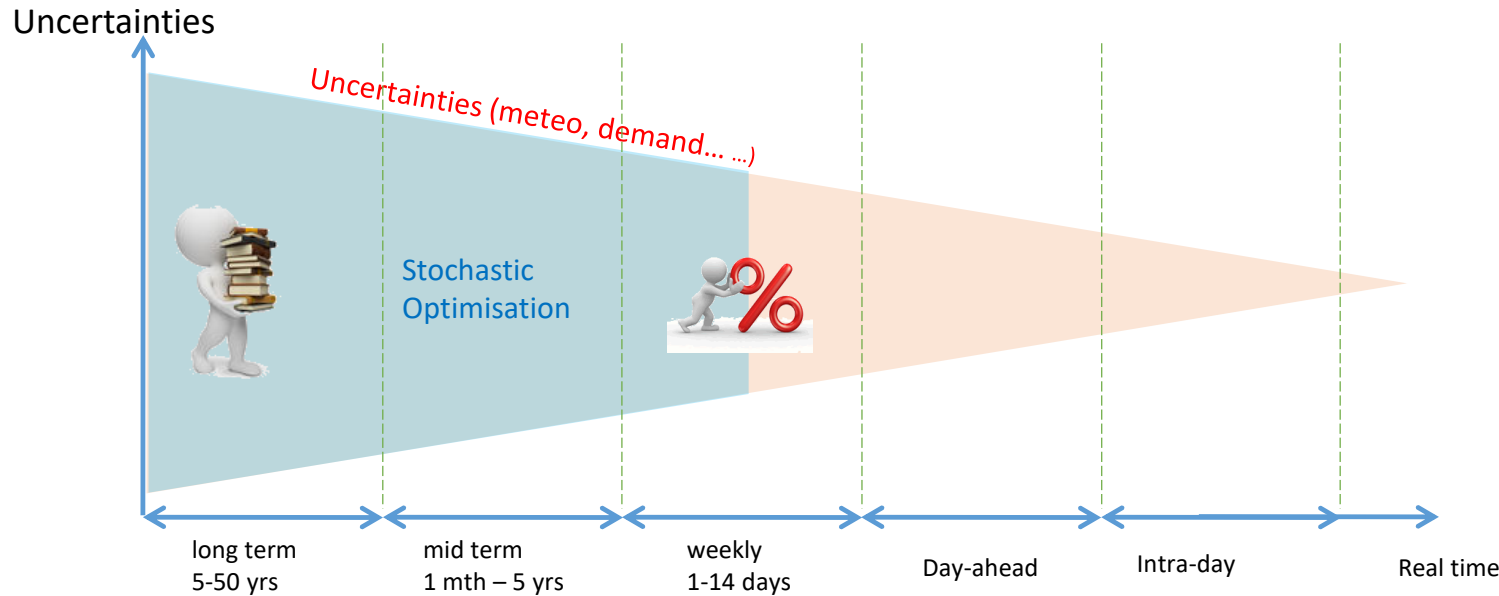 Uncertainties
Uncertainties (meteo, demand... ...)
Stochastic
Optimisation
%
long term
5-50 yrs
mid term
1 mth – 5 yrs
weekly
1-14 days
Day-ahead
Intra-day
Real time